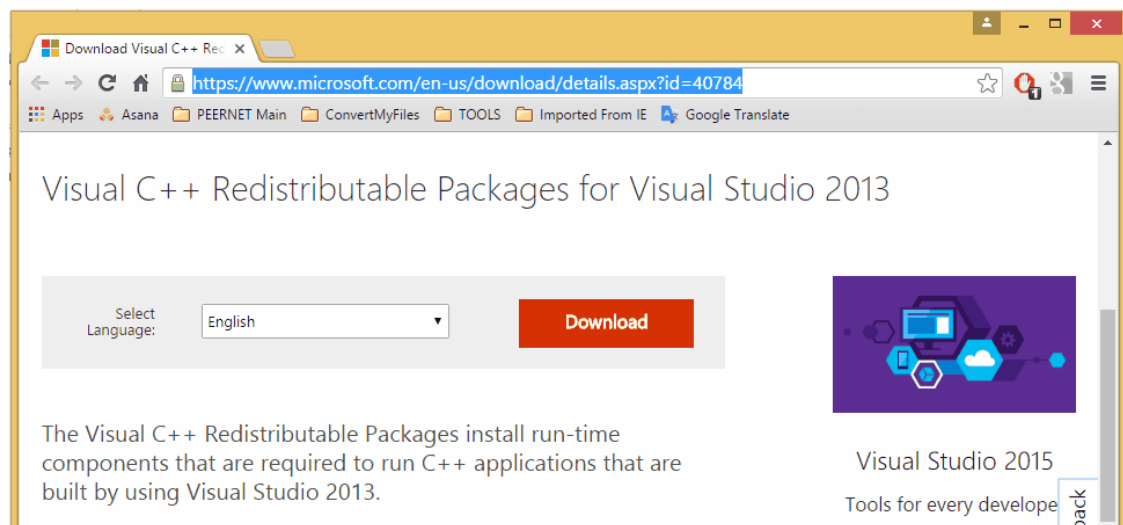 Download Visual C++ Rec
https://www.microsoft.com/en-us/download/details.aspx?id=40784
1
Apps Asana PEERNET Main ConvertMyFiles TOOLS Imported From IE Google Translate
Visual C++ Redistributable Packages for Visual Studio 2013
Select
Language:
English
Download
The Visual C++ Redistributable Packages install run-time
components that are required to run C++ applications that are
built by using Visual Studio 2013.
Visual Studio 2015
Tools for every develope
back